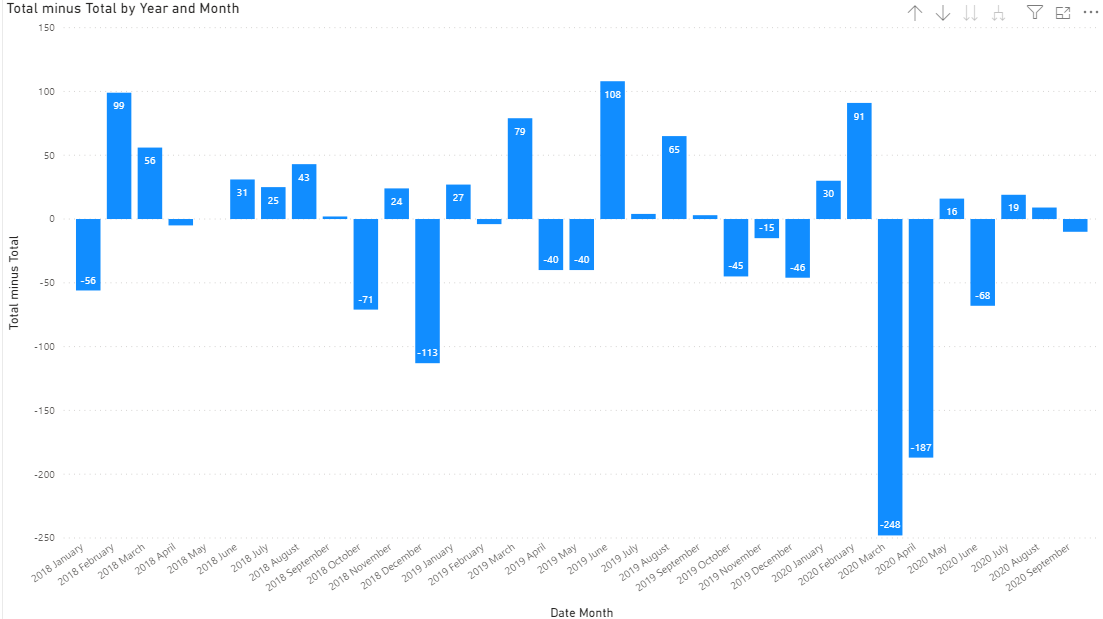 Total minus Total by Year and Month
150
100
50
0
-50
-100
-150
-200
-250
Total minus Total
-56
99
56
31
25
43
-71
24
-113
27
79
-40
-40
108
65
-45
-15
-46
30
91
-248
-187
16
-68
19
2018 January
2018 February
2018 March
2018 April
2018 May
2018 June
2018 July
2018 August
2018 September
2018 October
2018 November
2018 December
2019 January
2019 February
2019 March
2019 April
2019 May
2019 June
2019 July
2019 August
2019 September
2019 October
2019 November
2019 December
2020 January
2020 February
2020 March
2020 April
2020 May
2020 June
2020 July
2020 August
2020 September
Date Month